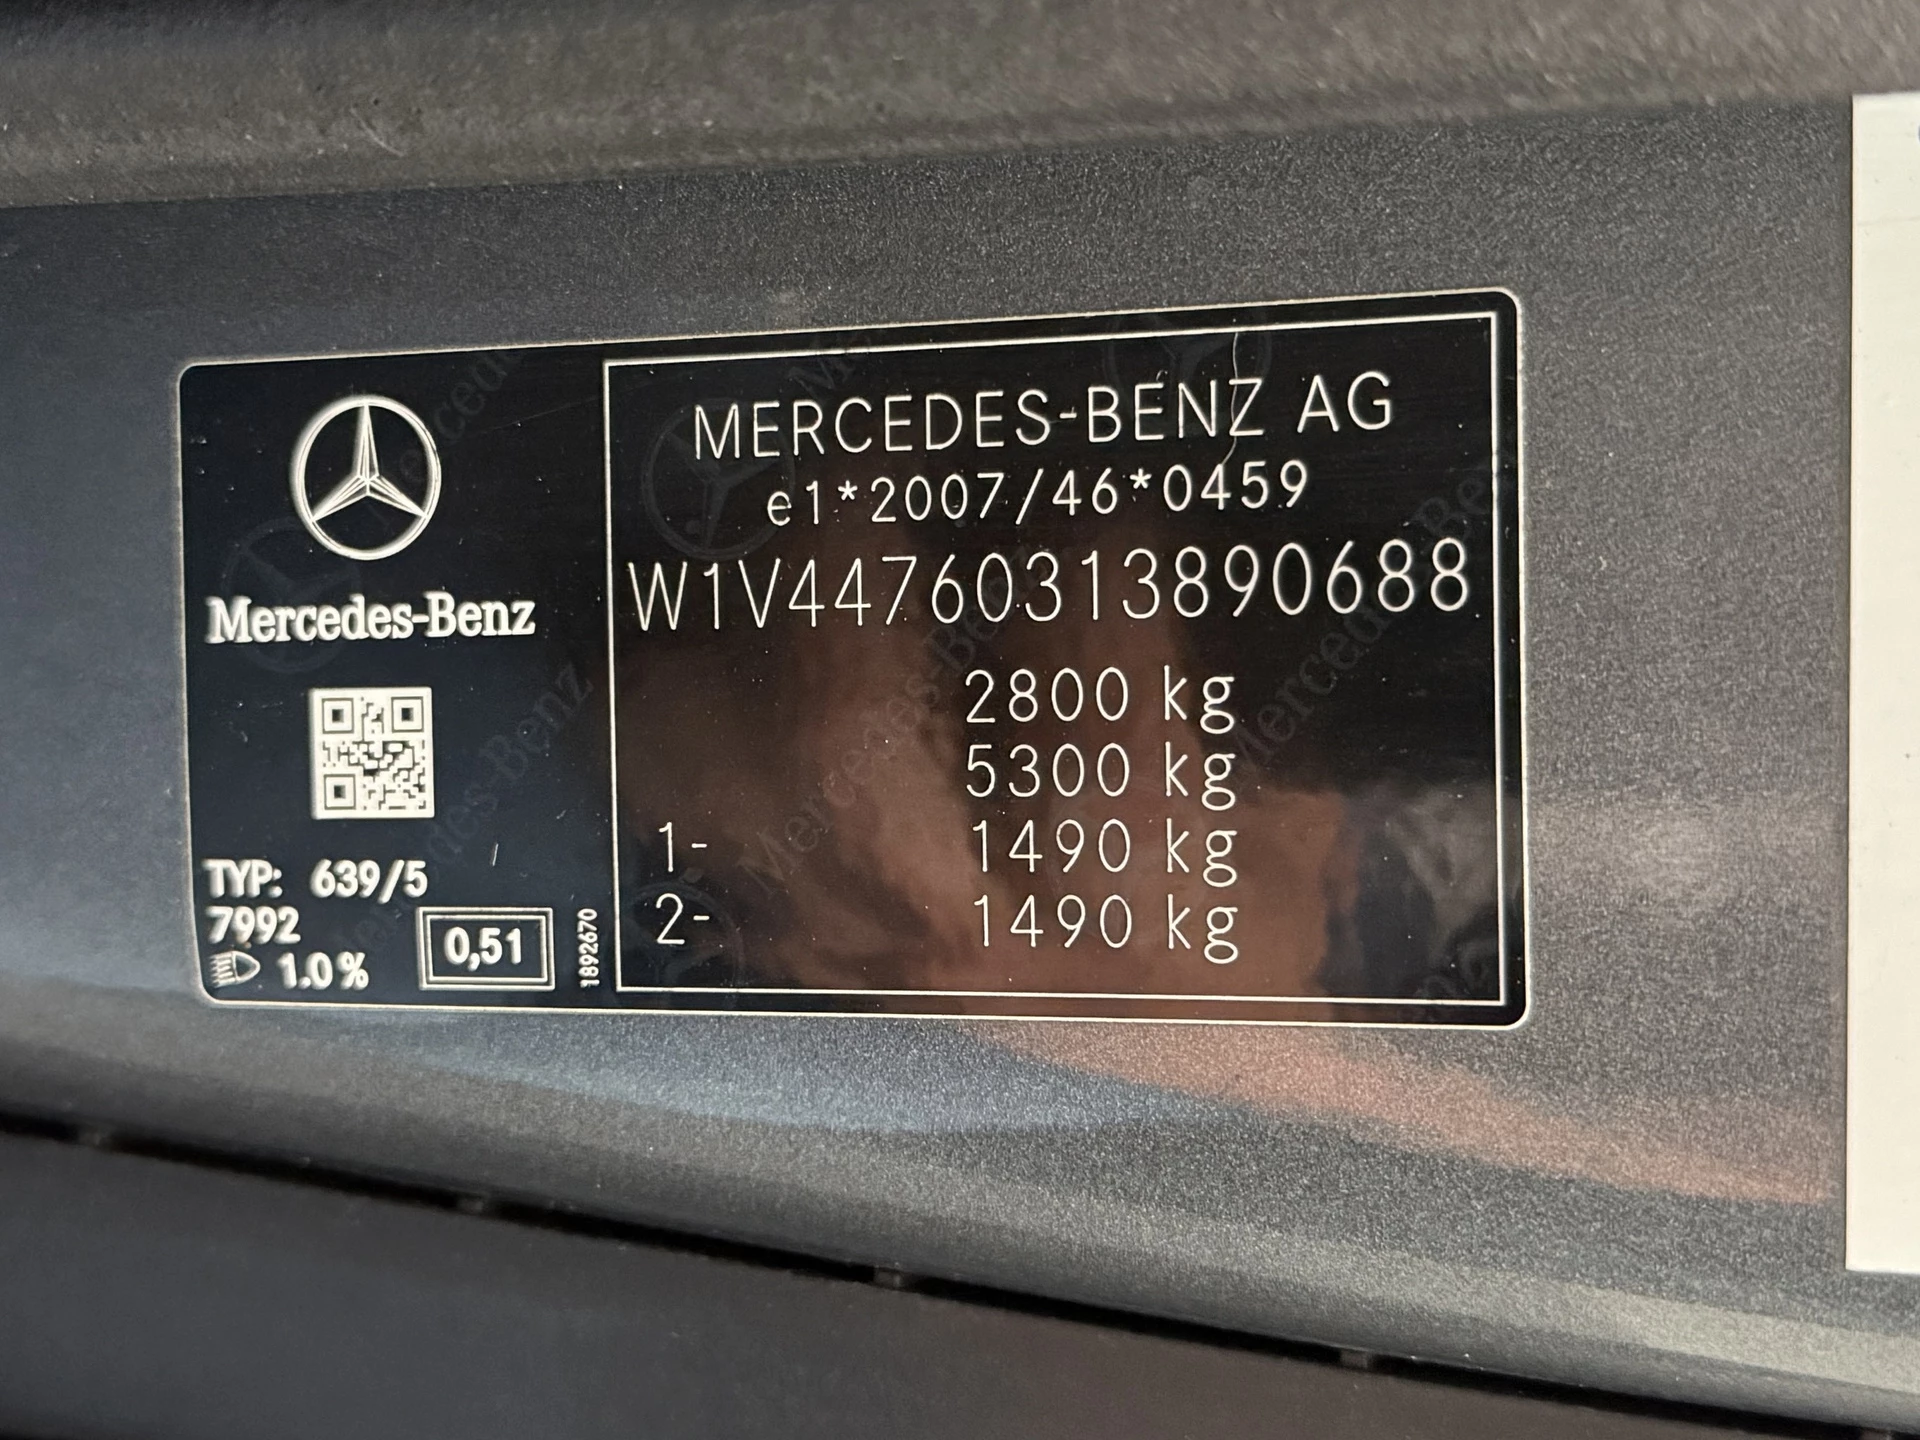 Mercedes-Benz
TYP: 639/5
7992
1.0%
0,51
1892670
MERCEDES-BENZ AG
e1*2007/46*0459
W1V44760313890688
2800 kg
5300 kg
1- 1490 kg
2- 1490 kg